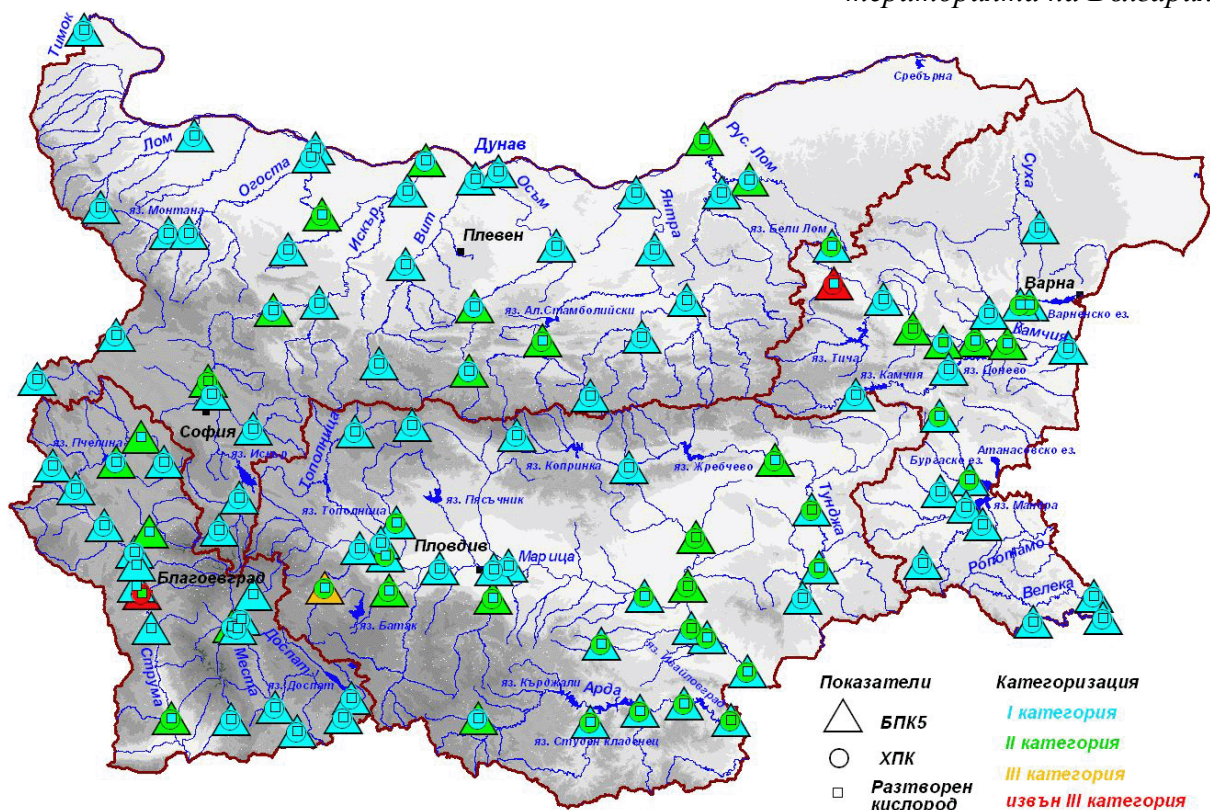 Тимок
Сребърна
Лом
Огоста
Дунав
Рус. Лом
Искър
Вит
Осъм
Янтра
Суха
яз. Монтана
Плевен
яз. Бели Лом
Варна
Варненско ез.
яз. Ал.Стамболийски
Камчия
яз. Тича
яз. Цонево
яз. Камчия
София
яз. Пчелина
яз. Искър
Тополница
яз. Копринка
яз. Жребчево
Атанасовско ез.
Бургаско ез.
яз. Пясъчник
яз. Тополница
Тунджа
яз. Мандра
Пловдив
Марица
Ропотамо
Благоевград
Велека
яз. Батак
Струма
Места
Доспат
яз. Доспат
яз. Ивайловград
яз. Кърджали
Арда
яз. Студен кладенец
Показатели
БПК5
ХПК
Разтворен
кислород
Категоризация
I категория
II категория
III категория
извън III категория